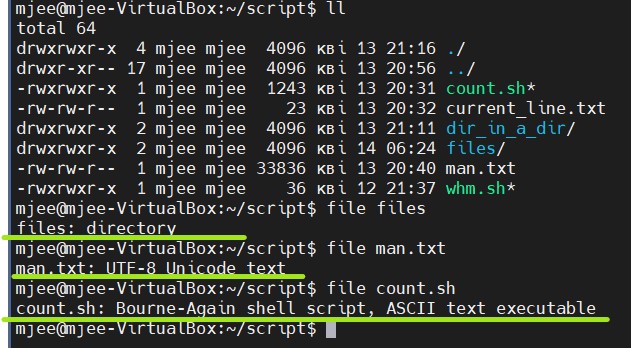 mjee@mjee-VirtualBox:~/script$ ll
total 64
drwxrwxr-x  4 mjee mjee  4096 кві 13 21:16 ./
drwxr-xr-- 17 mjee mjee  4096 кві 13 20:56 ../
-rwxrwxr-x  1 mjee mjee  1243 кві 13 20:31 count.sh*
-rw-rw-r--  1 mjee mjee    23 кві 13 20:32 current_line.txt
drwxrwxr-x  2 mjee mjee  4096 кві 13 21:11 dir_in_a_dir/
drwxrwxr-x  2 mjee mjee  4096 кві 14 06:24 files/
-rw-rw-r--  1 mjee mjee 33836 кві 13 20:40 man.txt
-rwxrwxr-x  1 mjee mjee    36 кві 12 21:37 whm.sh*
mjee@mjee-VirtualBox:~/script$ file files
files: directory
mjee@mjee-VirtualBox:~/script$ file man.txt
man.txt: UTF-8 Unicode text
mjee@mjee-VirtualBox:~/script$ file count.sh
count.sh: Bourne-Again shell script, ASCII text executable
mjee@mjee-VirtualBox:~/script$